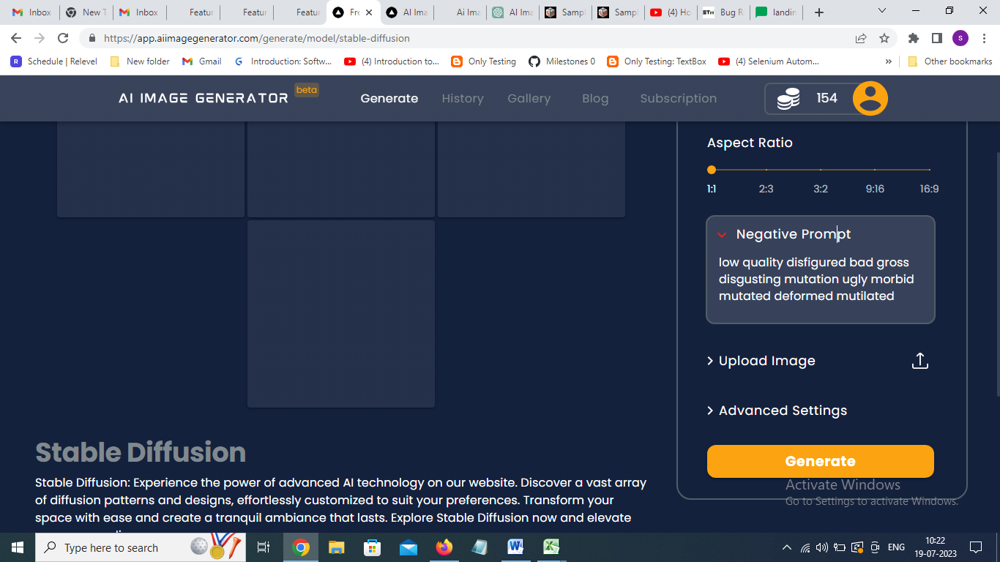 Inbox
New T
Inbox
Featur
Featur
Featur
Fre
AI Ima
Ai Ima
AI Ima
Sampl
Sampl
(4) Ho
Bug R
landin
https://app.aiimagegenerator.com/generate/model/stable-diffusion
S
R Schedule | Relevel
New folder
Gmail
Introduction: Softw...
(4) Introduction to...
Only Testing
Milestones 0
Only Testing: TextBox
(4) Selenium Autom...
»
Other bookmarks
AI IMAGE GENERATOR beta
Generate
History
Gallery
Blog
Subscription
154
Aspect Ratio
1:1 2:3 3:2 9:16 16:9
Negative Prompt
low quality disfigured bad gross
disgusting mutation ugly morbid
mutated deformed mutilated
Upload Image
Advanced Settings
Generate
Stable Diffusion
Stable Diffusion: Experience the power of advanced AI technology on our website. Discover a vast array
of diffusion patterns and designs, effortlessly customized to suit your preferences. Transform your
space with ease and create a tranquil ambiance that lasts. Explore Stable Diffusion now and elevate
Activate Windows
Go to Settings to activate Windows.
Type here to search
ENG
10:22
19-07-2023